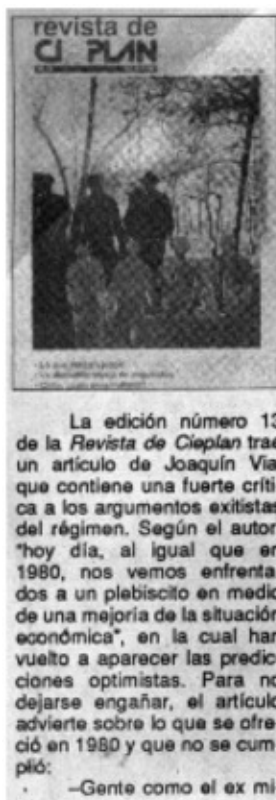 revista de
CIEPLAN
La edición número 13
de la Revista de Cieplan trae
un artículo de Joaquín Vial
que contiene una fuerte críti-
ca a los argumentos exitistas
del régimen. Según el autor,
"hoy día, al igual que en
1980, nos vemos enfrenta-
dos a un plebiscito en medio
de una mejoría de la situación
económica", en la cual han
vuelto a aparecer las predic-
ciones optimistas. Para no
dejarse engañar, el artículo
advierte sobre lo que se ofre-
ció en 1980 y que no se cum-
plió:
–Gente como el ex mi